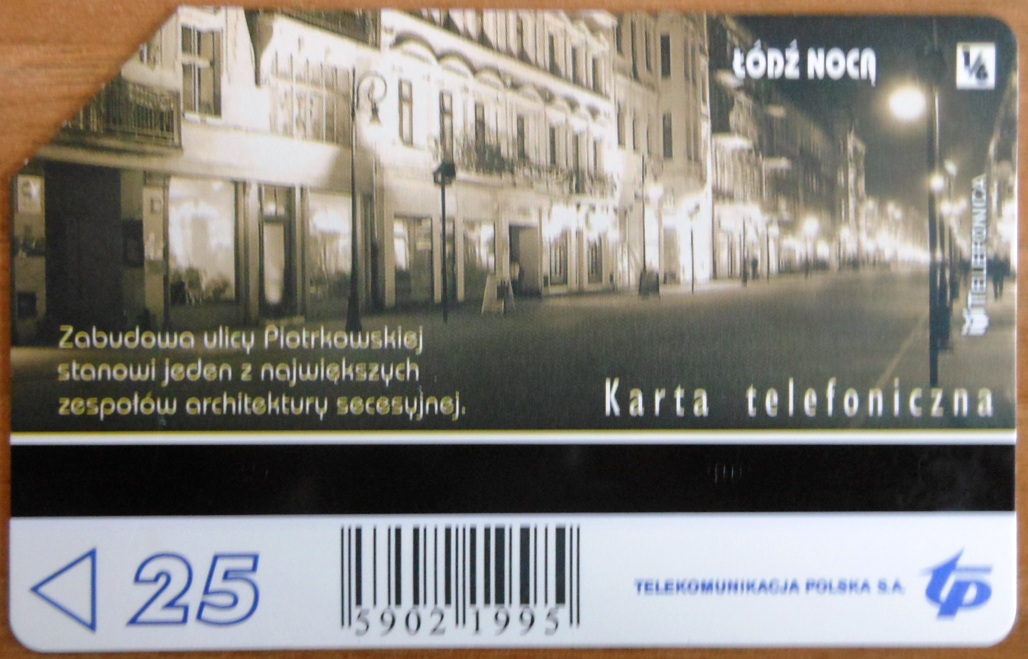 ŁÓDŹ NOCĄ
1/6
TELEFONICA
Zabudowa ulicy Piotrkowskiej
stanowi jeden z największych
zespołów architektury secesyjnej.
Karta telefoniczna
25
5902 1995
TELEKOMUNIKACJA POLSKA S.A.
tp